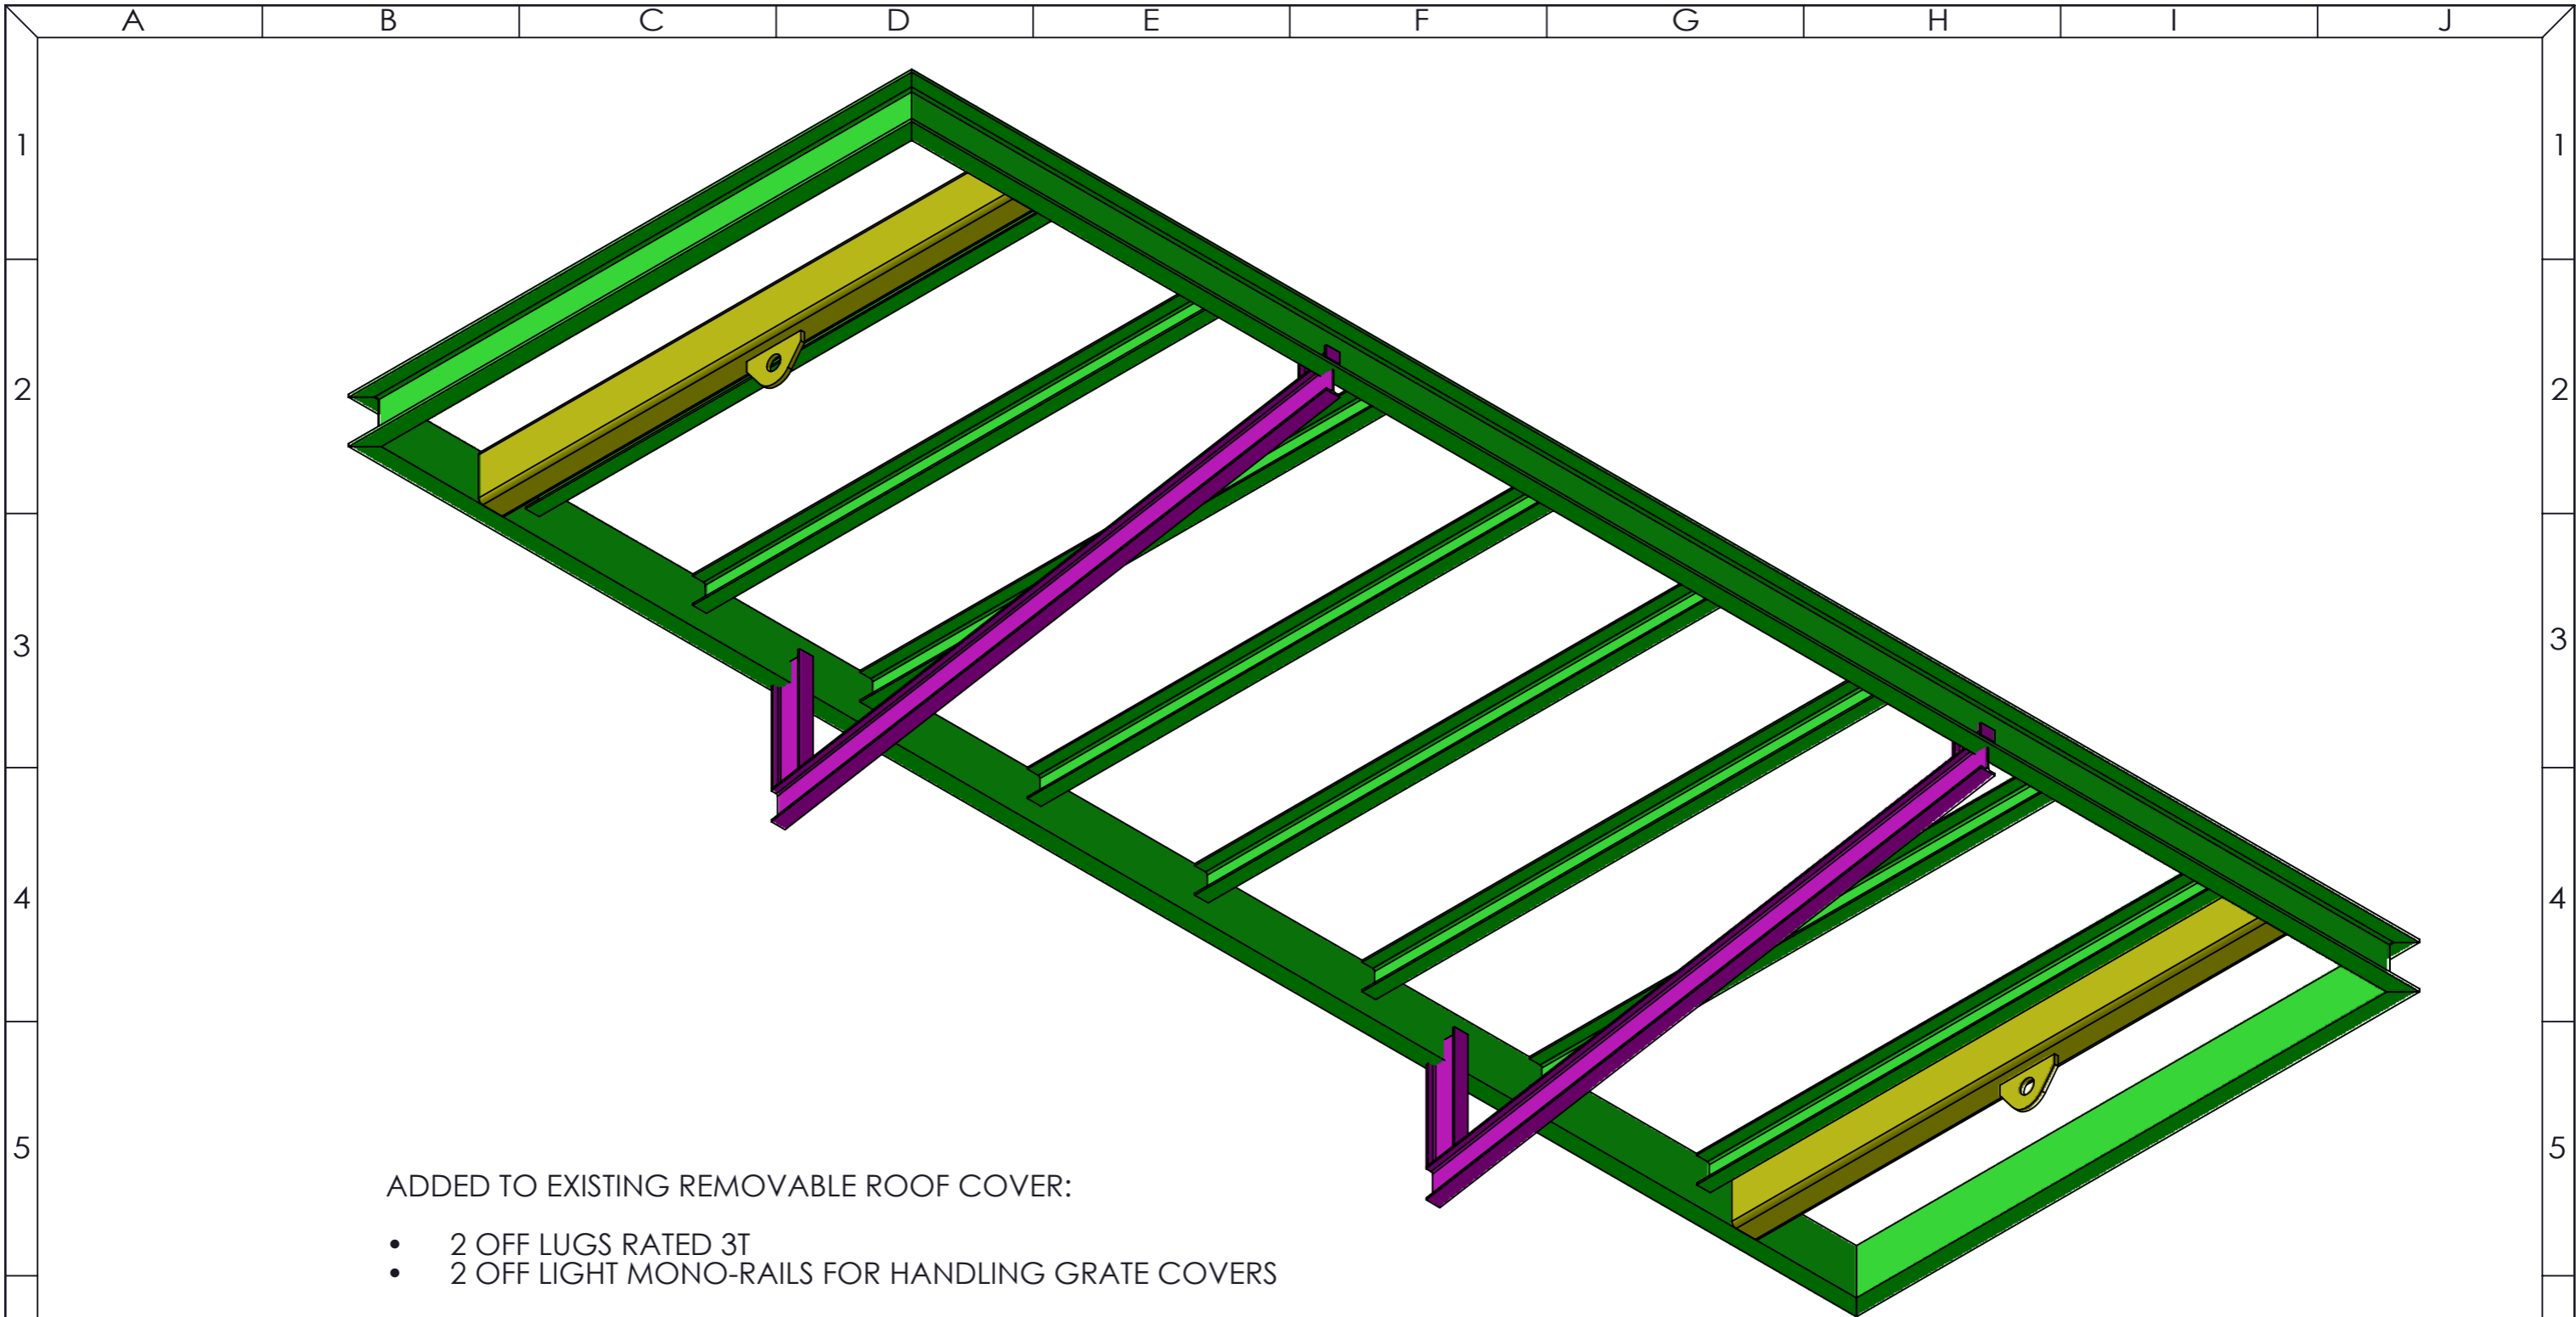 A B C D E F G H I J
1 1
2 2
3 3
4 4
5 5
ADDED TO EXISTING REMOVABLE ROOF COVER:
• 2 OFF LUGS RATED 3T
• 2 OFF LIGHT MONO-RAILS FOR HANDLING GRATE COVERS